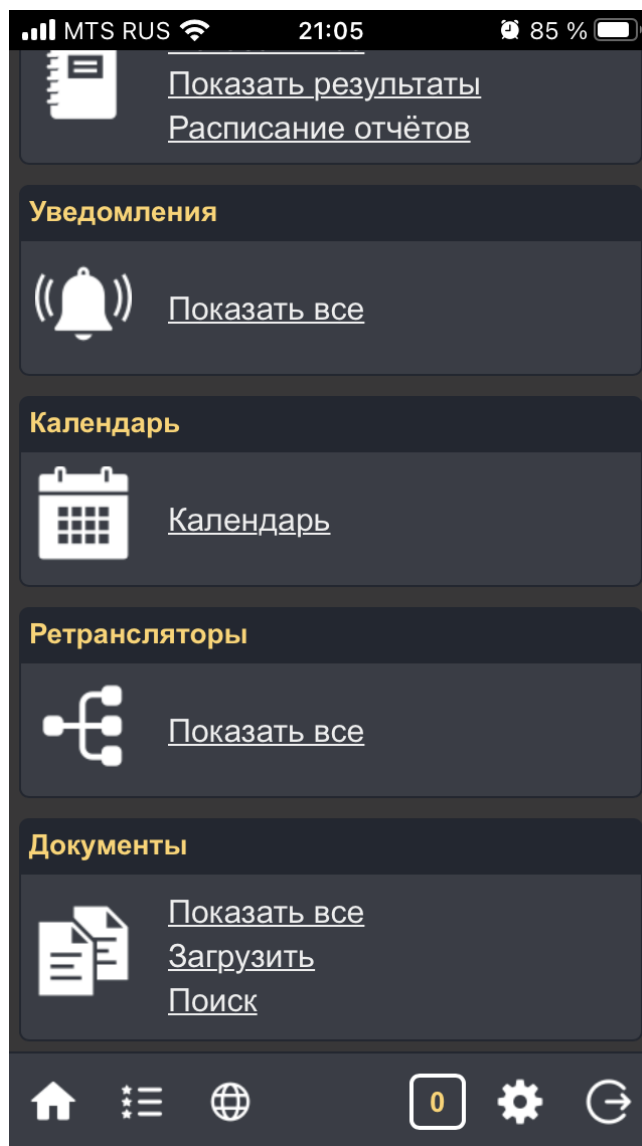 MTS RUS 21:05 85 %
Показать результаты
Расписание отчётов
Уведомления
Показать все
Календарь
Календарь
Ретрансляторы
Показать все
Документы
Показать все
Загрузить
Поиск
0